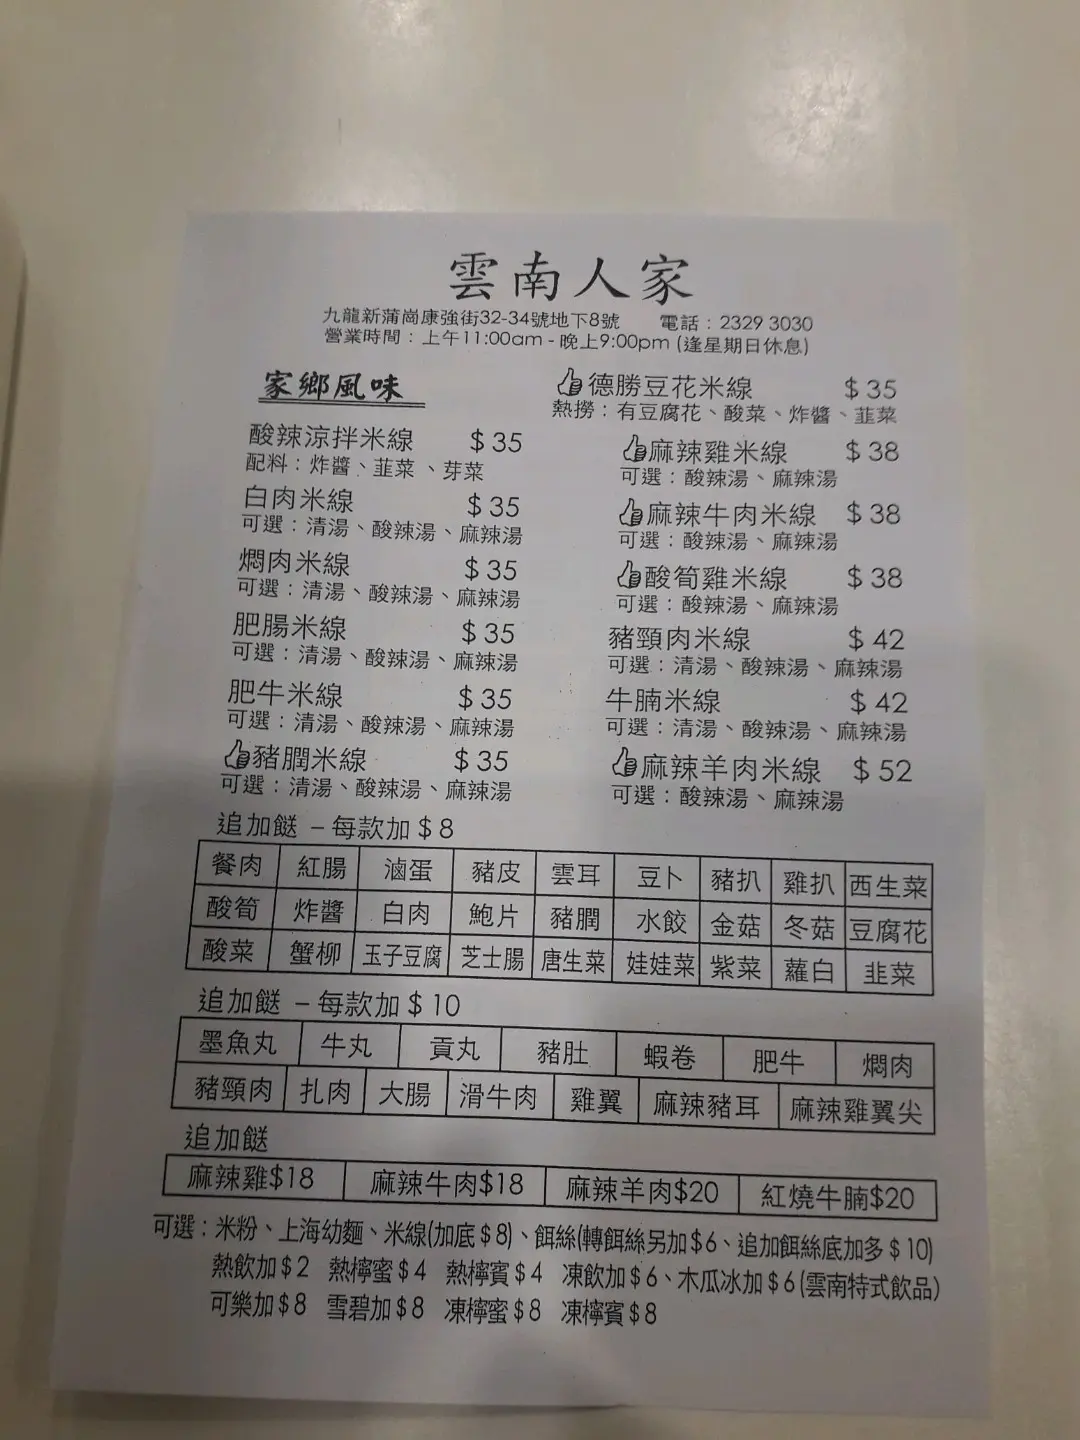 雲南人家
九龍新蒲崗康強街32-34號地下8號 電話：2329 3030
營業時間：上午11:00am - 晚上9:00pm (逢星期日休息)
家鄉風味
酸辣涼拌米線 $35
配料：炸醬、韮菜、芽菜
白肉米線 $35
可選：清湯、酸辣湯、麻辣湯
燜肉米線 $35
可選：清湯、酸辣湯、麻辣湯
肥腸米線 $35
可選：清湯、酸辣湯、麻辣湯
肥牛米線 $35
可選：清湯、酸辣湯、麻辣湯
豬膶米線 $35
可選：清湯、酸辣湯、麻辣湯
德勝豆花米線 $35
熱撈：有豆腐花、酸菜、炸醬、韮菜
麻辣雞米線 $38
可選：酸辣湯、麻辣湯
麻辣牛肉米線 $38
可選：酸辣湯、麻辣湯
酸筍雞米線 $38
可選：酸辣湯、麻辣湯
豬頸肉米線 $42
可選：清湯、酸辣湯、麻辣湯
牛腩米線 $42
可選：清湯、酸辣湯、麻辣湯
麻辣羊肉米線 $52
可選：酸辣湯、麻辣湯
追加餸 – 每款加 $8
餐肉 紅腸 滷蛋 豬皮 雲耳 豆卜 豬扒 雞扒 西生菜
酸筍 炸醬 白肉 鮑片 豬膶 水餃 金菇 冬菇 豆腐花
酸菜 蟹柳 玉子豆腐 芝士腸 唐生菜 娃娃菜 紫菜 蘿白 韭菜
追加餸 – 每款加 $10
墨魚丸 牛丸 貢丸 豬肚 蝦卷 肥牛 燜肉
豬頸肉 扎肉 大腸 滑牛肉 雞翼 麻辣豬耳 麻辣雞翼尖
追加餸
麻辣雞$18 麻辣牛肉$18 麻辣羊肉$20 紅燒牛腩$20
可選：米粉、上海幼麵、米線(加底$8)、餌絲(轉餌絲另加$6、追加餌絲底加多$10)
熱飲加$2 熱檸蜜$4 熱檸賓$4 凍飲加$6、木瓜冰加$6(雲南特式飲品)
可樂加$8 雪碧加$8 凍檸蜜$8 凍檸賓$8